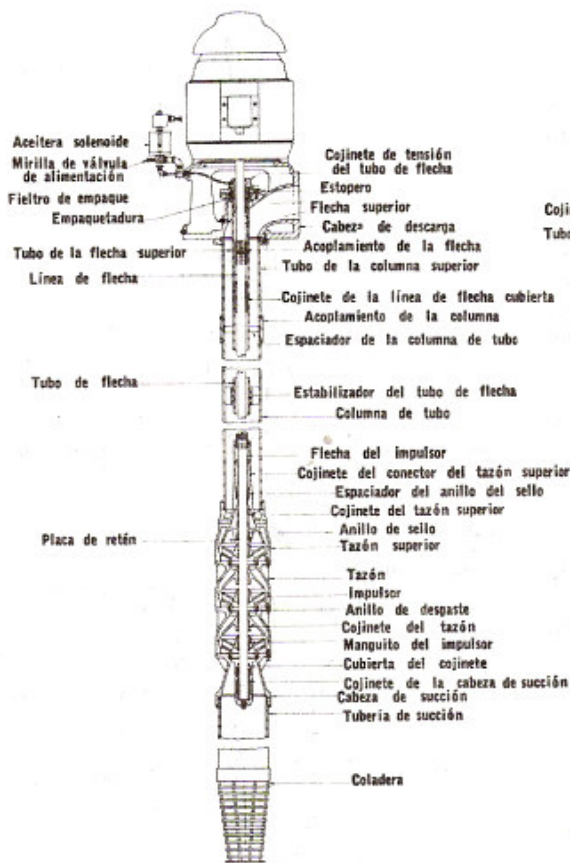 Aceitera solenoide
Mirilla de válvula
de alimentación
Fieltro de empaque
Empaquetadura
Tubo de la flecha superior
Línea de flecha
Tubo de flecha
Placa de retén
Cojinete de tensión
del tubo de flecha
Estopero
Flecha superior
Cabeza de descarga
Acoplamiento de la flecha
Tubo de la columna superior
Cojinete de la línea de flecha cubierta
Acoplamiento de la columna
Espaciador de la columna de tubo
Estabilizador del tubo de flecha
Columna de tubo
Flecha del impulsor
Cojinete del conector del tazón superior
Espaciador del anillo del sello
Cojinete del tazón superior
Anillo de sello
Tazón superior
Tazón
Impulsor
Anillo de desgaste
Cojinete del tazón
Manguito del impulsor
Cubierta del cojinete
Cojinete de la cabeza de succión
Cabeza de succión
Tubería de succión
Coladera
Coji
Tubo